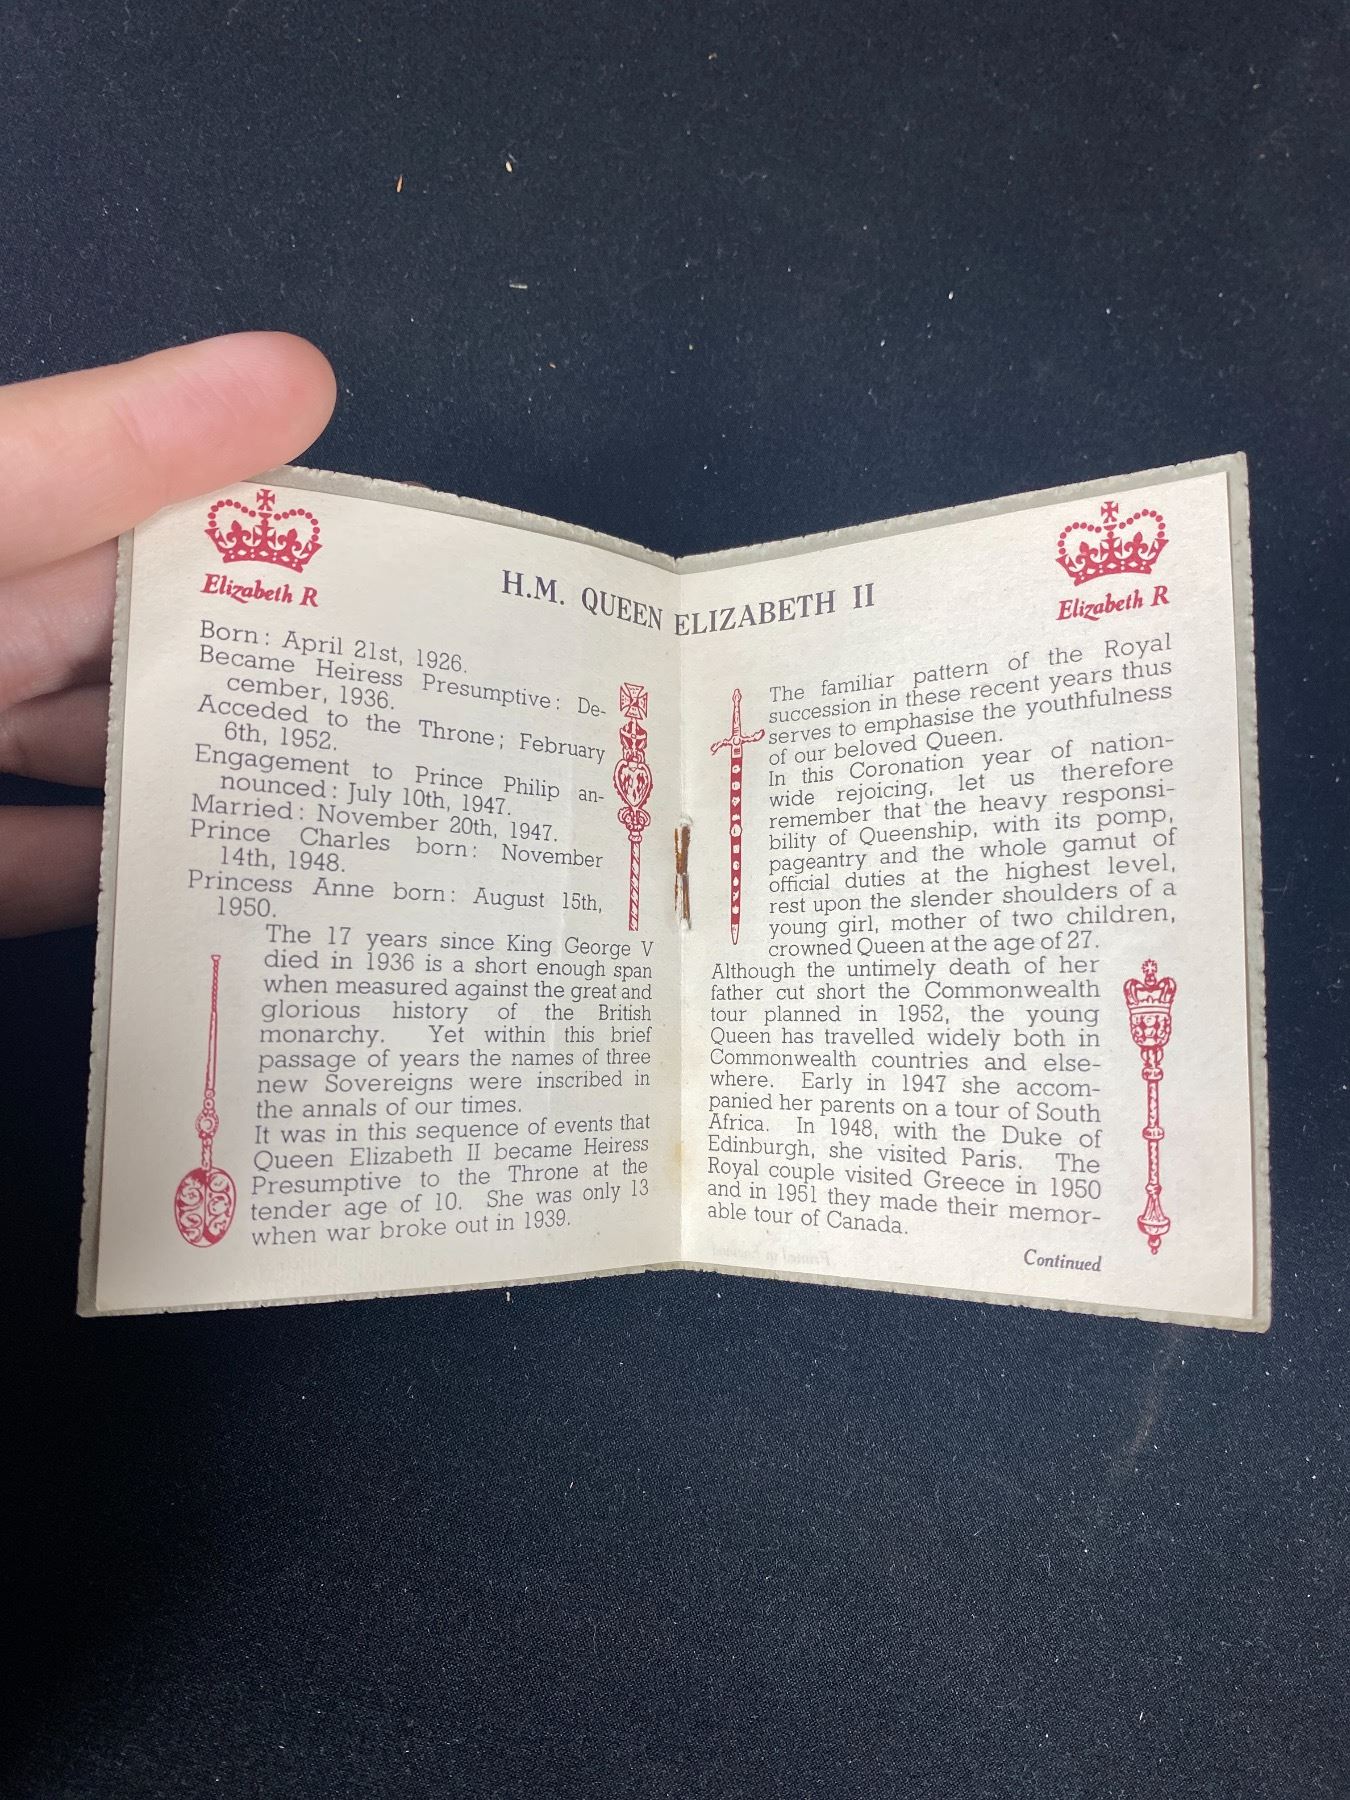 Elizabeth R
H.M. QUEEN ELIZABETH II
Born: April 21st, 1926.
Became Heiress Presumptive: De-
cember, 1936.
Acceded to the Throne; February
6th, 1952.
Engagement to Prince Philip an-
nounced: July 10th, 1947.
Married: November 20th, 1947.
Prince Charles born: November
14th, 1948.
Princess Anne born: August 15th,
1950.
The 17 years since King George V
died in 1936 is a short enough span
when measured against the great and
glorious history of the British
monarchy. Yet within this brief
passage of years the names of three
new Sovereigns were inscribed in
the annals of our times.
It was in this sequence of events that
Queen Elizabeth II became Heiress
Presumptive to the Throne at the
tender age of 10. She was only 13
when war broke out in 1939.
Elizabeth R
The familiar pattern of the Royal
succession in these recent years thus
serves to emphasise the youthfulness
of our beloved Queen.
In this Coronation year of nation-
wide rejoicing, let us therefore
remember that the heavy responsi-
bility of Queenship, with its pomp,
pageantry and the whole gamut of
official duties at the highest level,
rest upon the slender shoulders of a
young girl, mother of two children,
crowned Queen at the age of 27.
Although the untimely death of her
father cut short the Commonwealth
tour planned in 1952, the young
Queen has travelled widely both in
Commonwealth countries and else-
where. Early in 1947 she accom-
panied her parents on a tour of South
Africa. In 1948, with the Duke of
Edinburgh, she visited Paris. The
Royal couple visited Greece in 1950
and in 1951 they made their memor-
able tour of Canada.
Continued